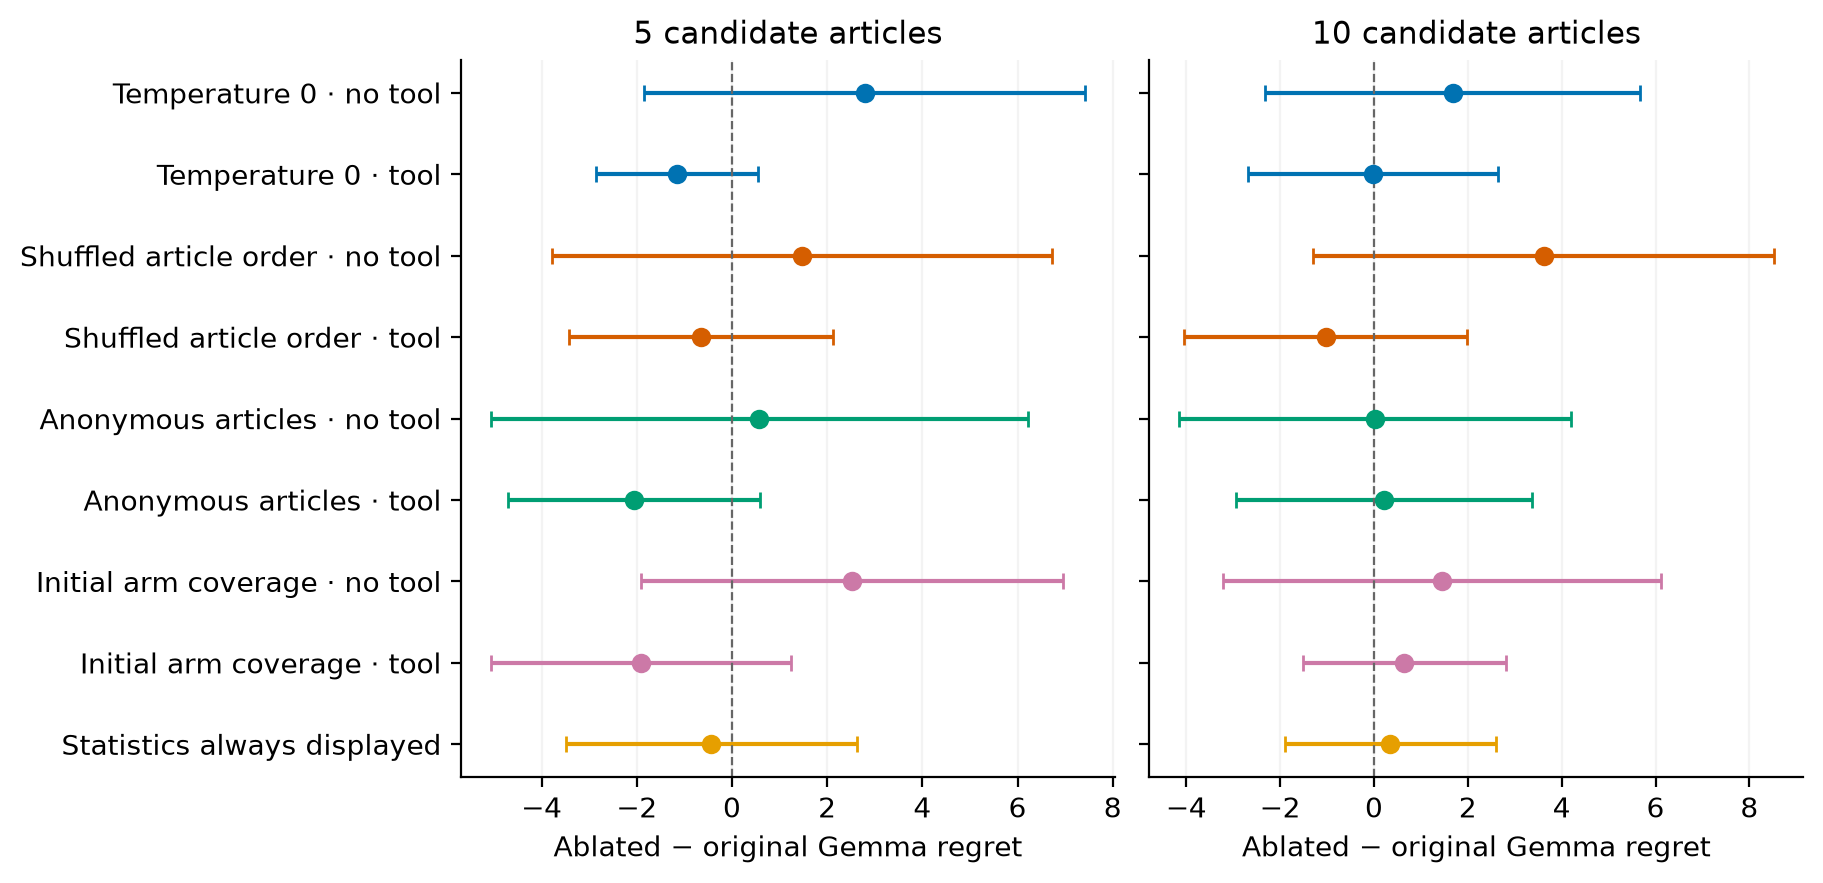 5 candidate articles
10 candidate articles
Temperature 0 · no tool
Temperature 0 · tool
Shuffled article order · no tool
Shuffled article order · tool
Anonymous articles · no tool
Anonymous articles · tool
Initial arm coverage · no tool
Initial arm coverage · tool
Statistics always displayed
−4 −2 0 2 4 6 8
−4 −2 0 2 4 6 8
Ablated − original Gemma regret
Ablated − original Gemma regret